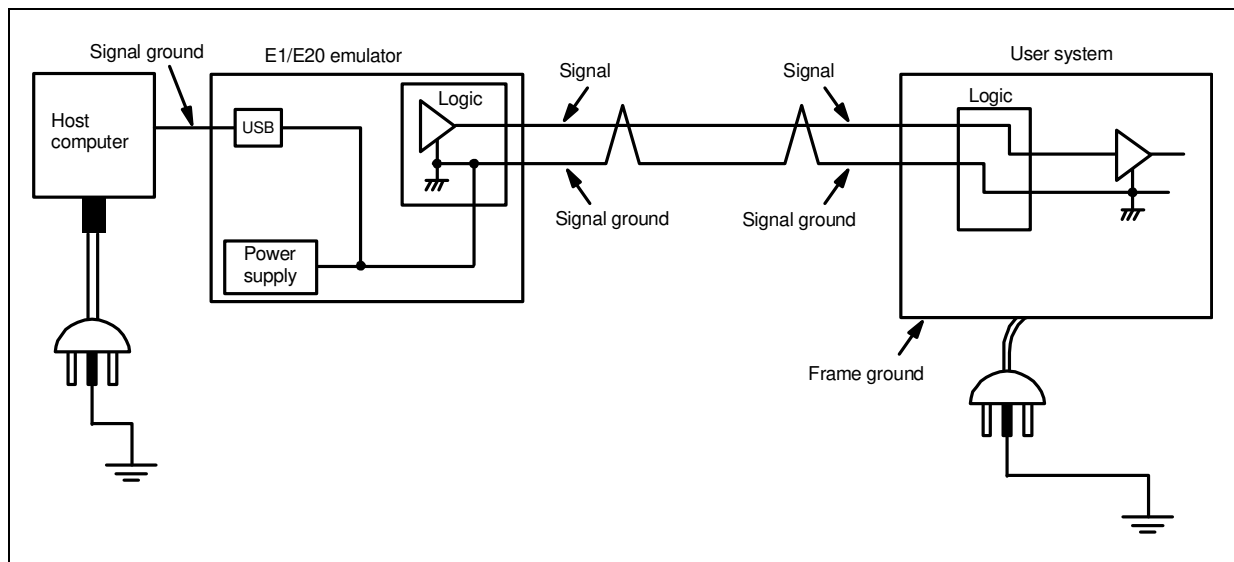 Signal ground
E1/E20 emulator
User system
Host
computer
USB
Logic
Signal
Signal
Logic
Signal ground
Signal ground
Power
supply
Frame ground